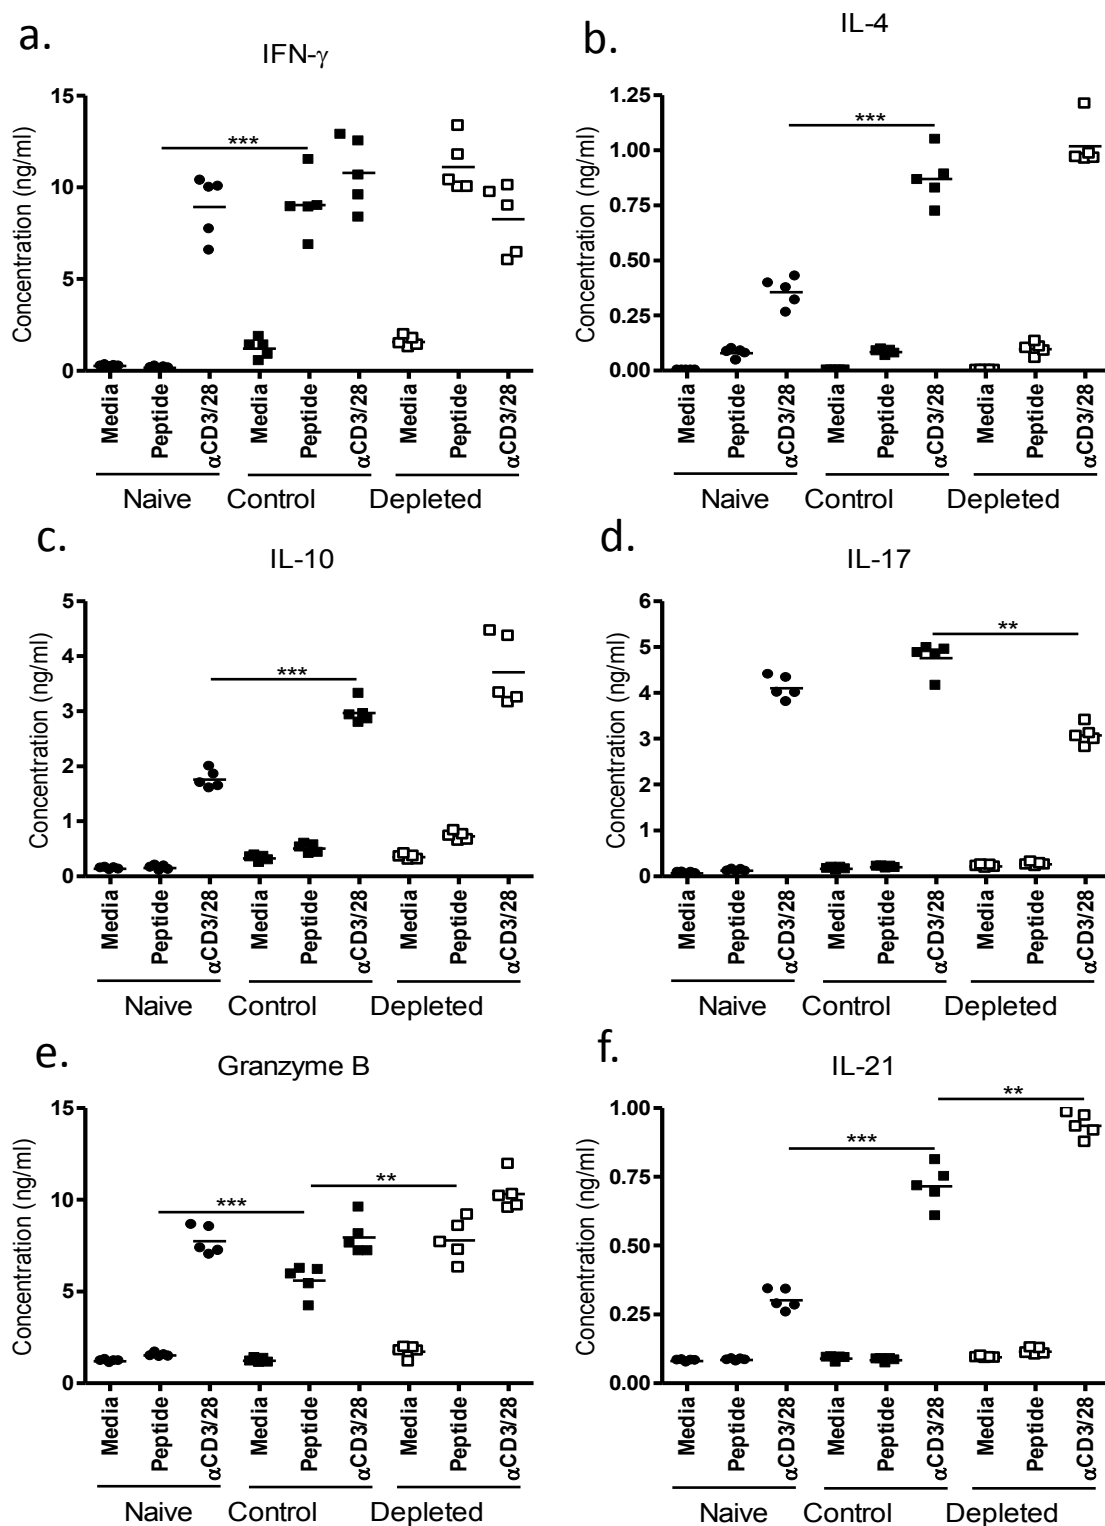 a.
IFN-γ
Concentration (ng/ml)
15
10
5
0
***
Media
Peptide
αCD3/28
Media
Peptide
αCD3/28
Media
Peptide
αCD3/28
Naive
Control
Depleted
b.
IL-4
Concentration (ng/ml)
1.25
1.00
0.75
0.50
0.25
0.00
***
Media
Peptide
αCD3/28
Media
Peptide
αCD3/28
Media
Peptide
αCD3/28
Naive
Control
Depleted
c.
IL-10
Concentration (ng/ml)
5
4
3
2
1
0
***
Media
Peptide
αCD3/28
Media
Peptide
αCD3/28
Media
Peptide
αCD3/28
Naive
Control
Depleted
d.
IL-17
Concentration (ng/ml)
6
5
4
3
2
1
0
**
Media
Peptide
αCD3/28
Media
Peptide
αCD3/28
Media
Peptide
αCD3/28
Naive
Control
Depleted
e.
Granzyme B
Concentration (ng/ml)
15
10
5
0
***
**
Media
Peptide
αCD3/28
Media
Peptide
αCD3/28
Media
Peptide
αCD3/28
Naive
Control
Depleted
f.
IL-21
Concentration (ng/ml)
1.00
0.75
0.50
0.25
0.00
***
**
Media
Peptide
αCD3/28
Media
Peptide
αCD3/28
Media
Peptide
αCD3/28
Naive
Control
Depleted